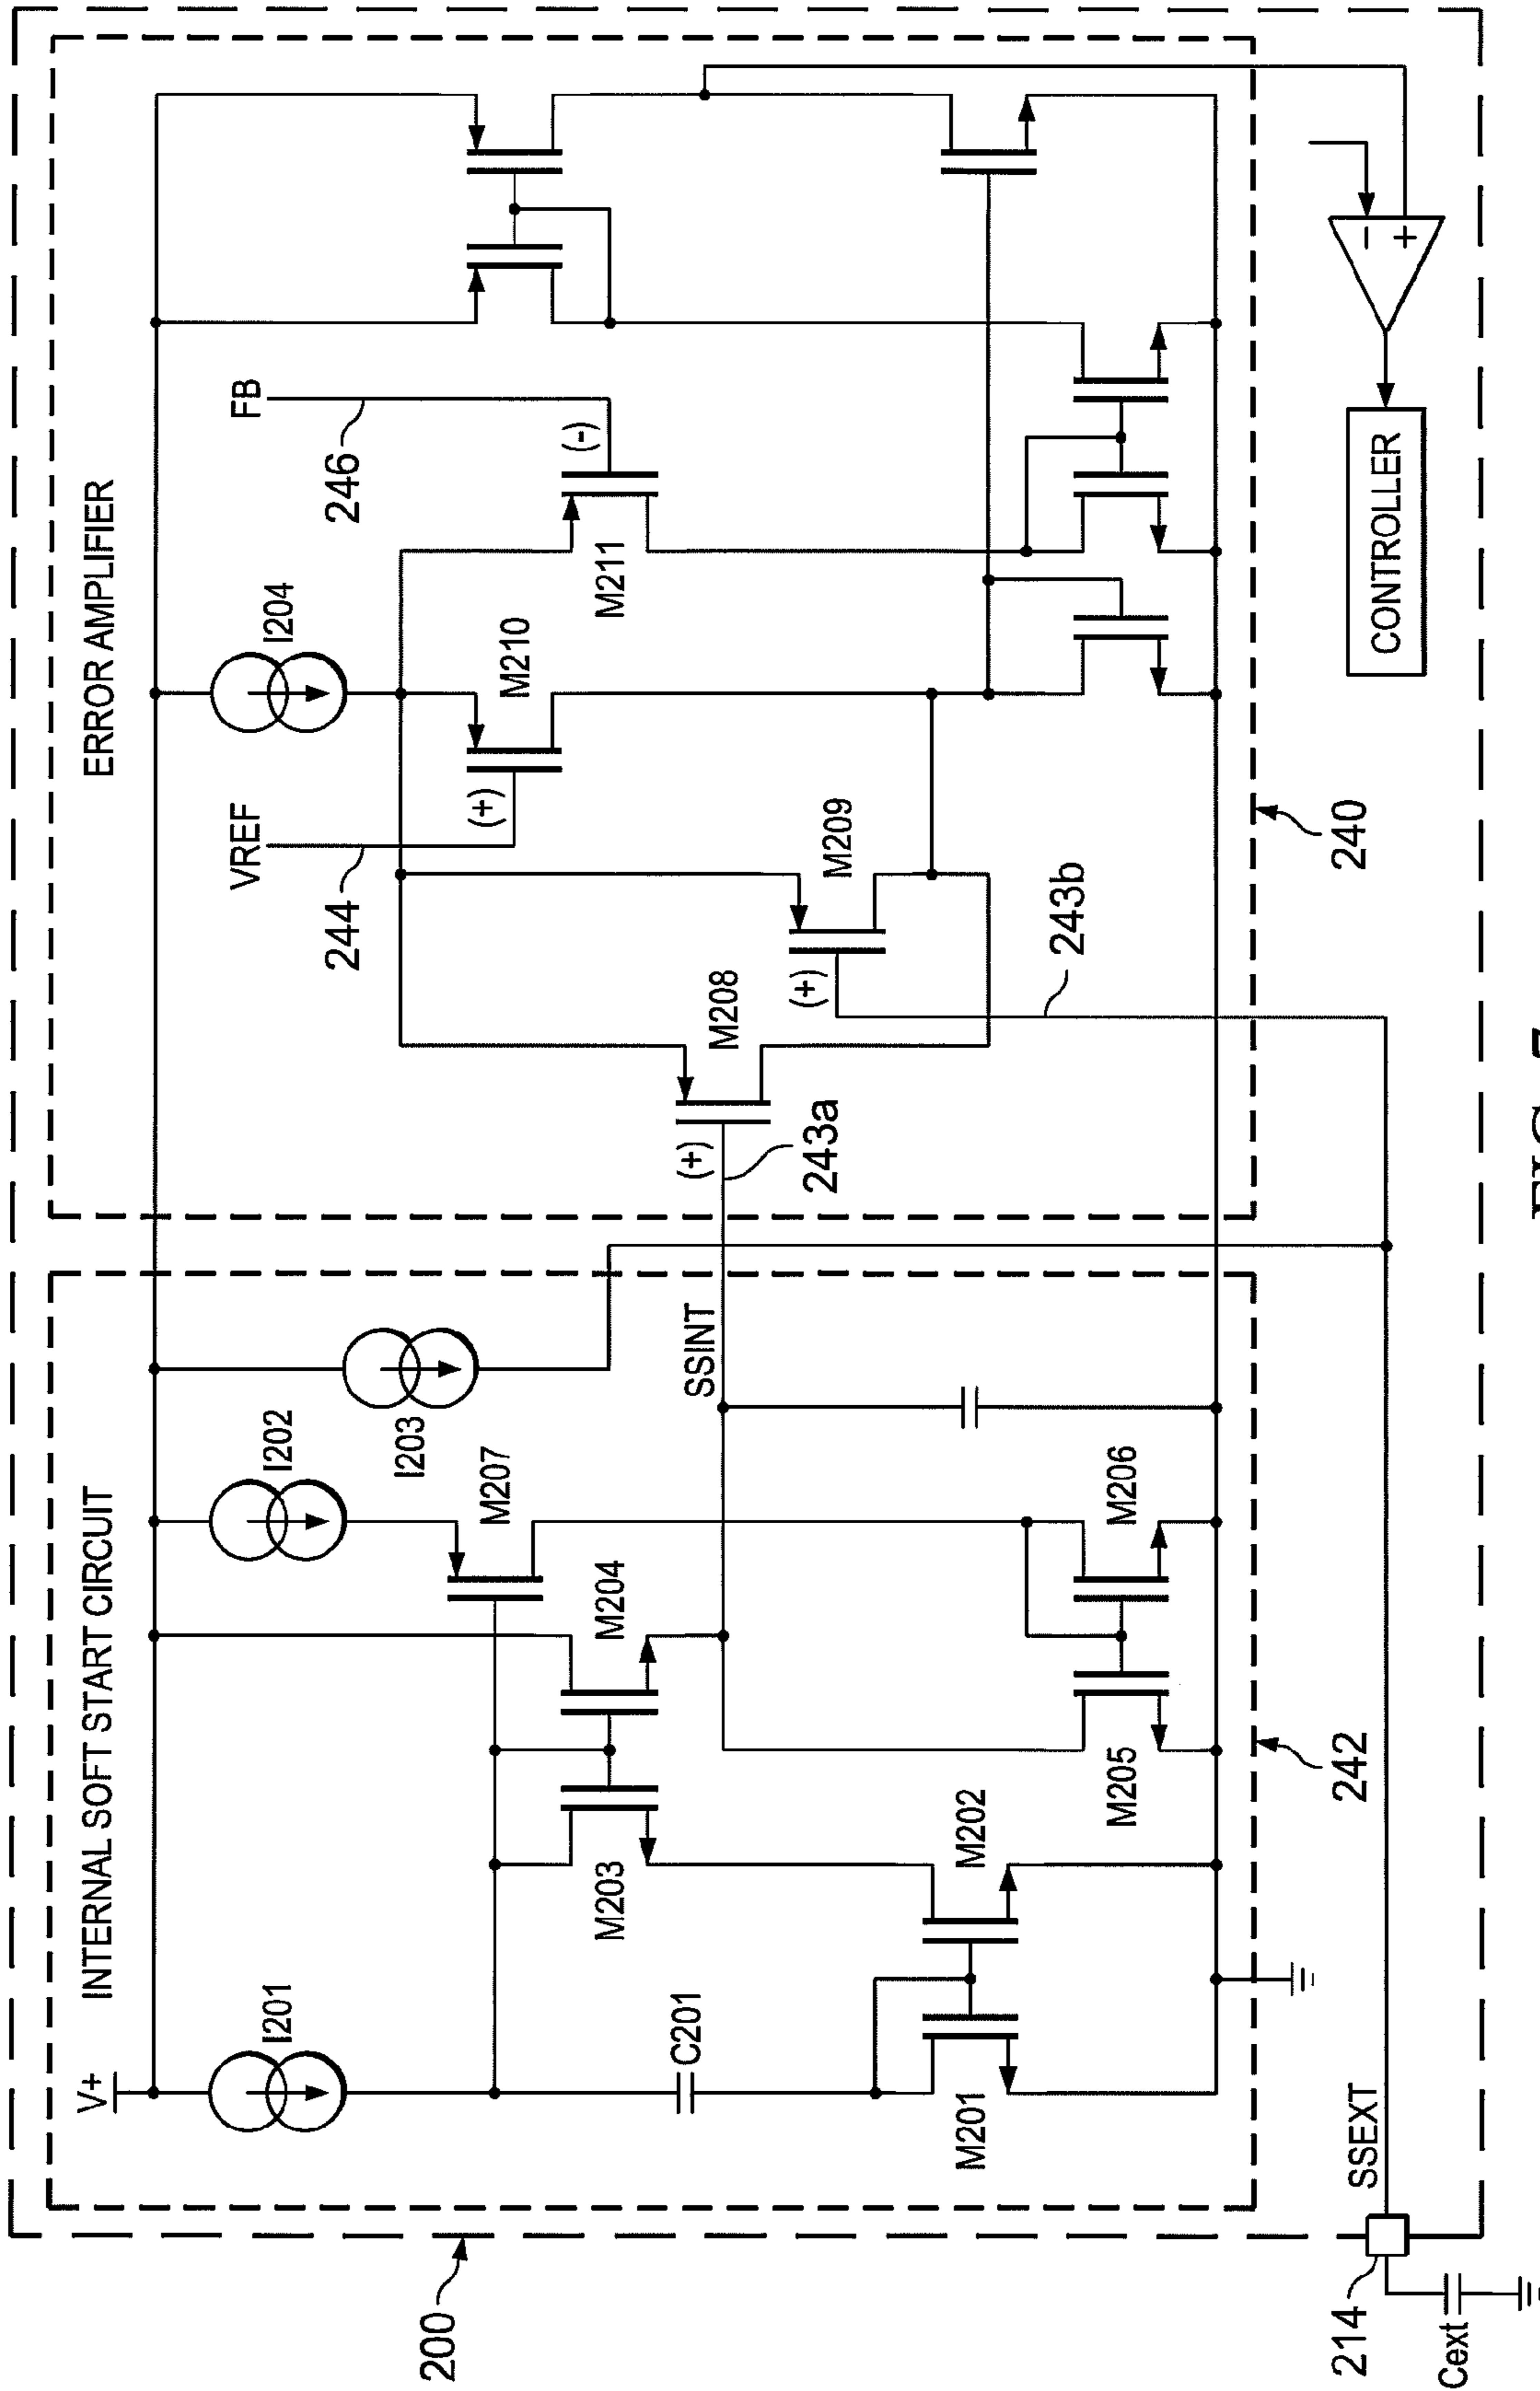 INTERNAL SOFT START CIRCUIT
V+
I201
C201
M201
M202
M203
M204
M205
M206
M207
I202
I203
SSINT
242
ERROR AMPLIFIER
I204
VREF
244
FB
246
(+)
M208
243a
(+)
M209
243b
(+)
M210
(-)
M211
240
−
+
CONTROLLER
200
214
SSEXT
Cext